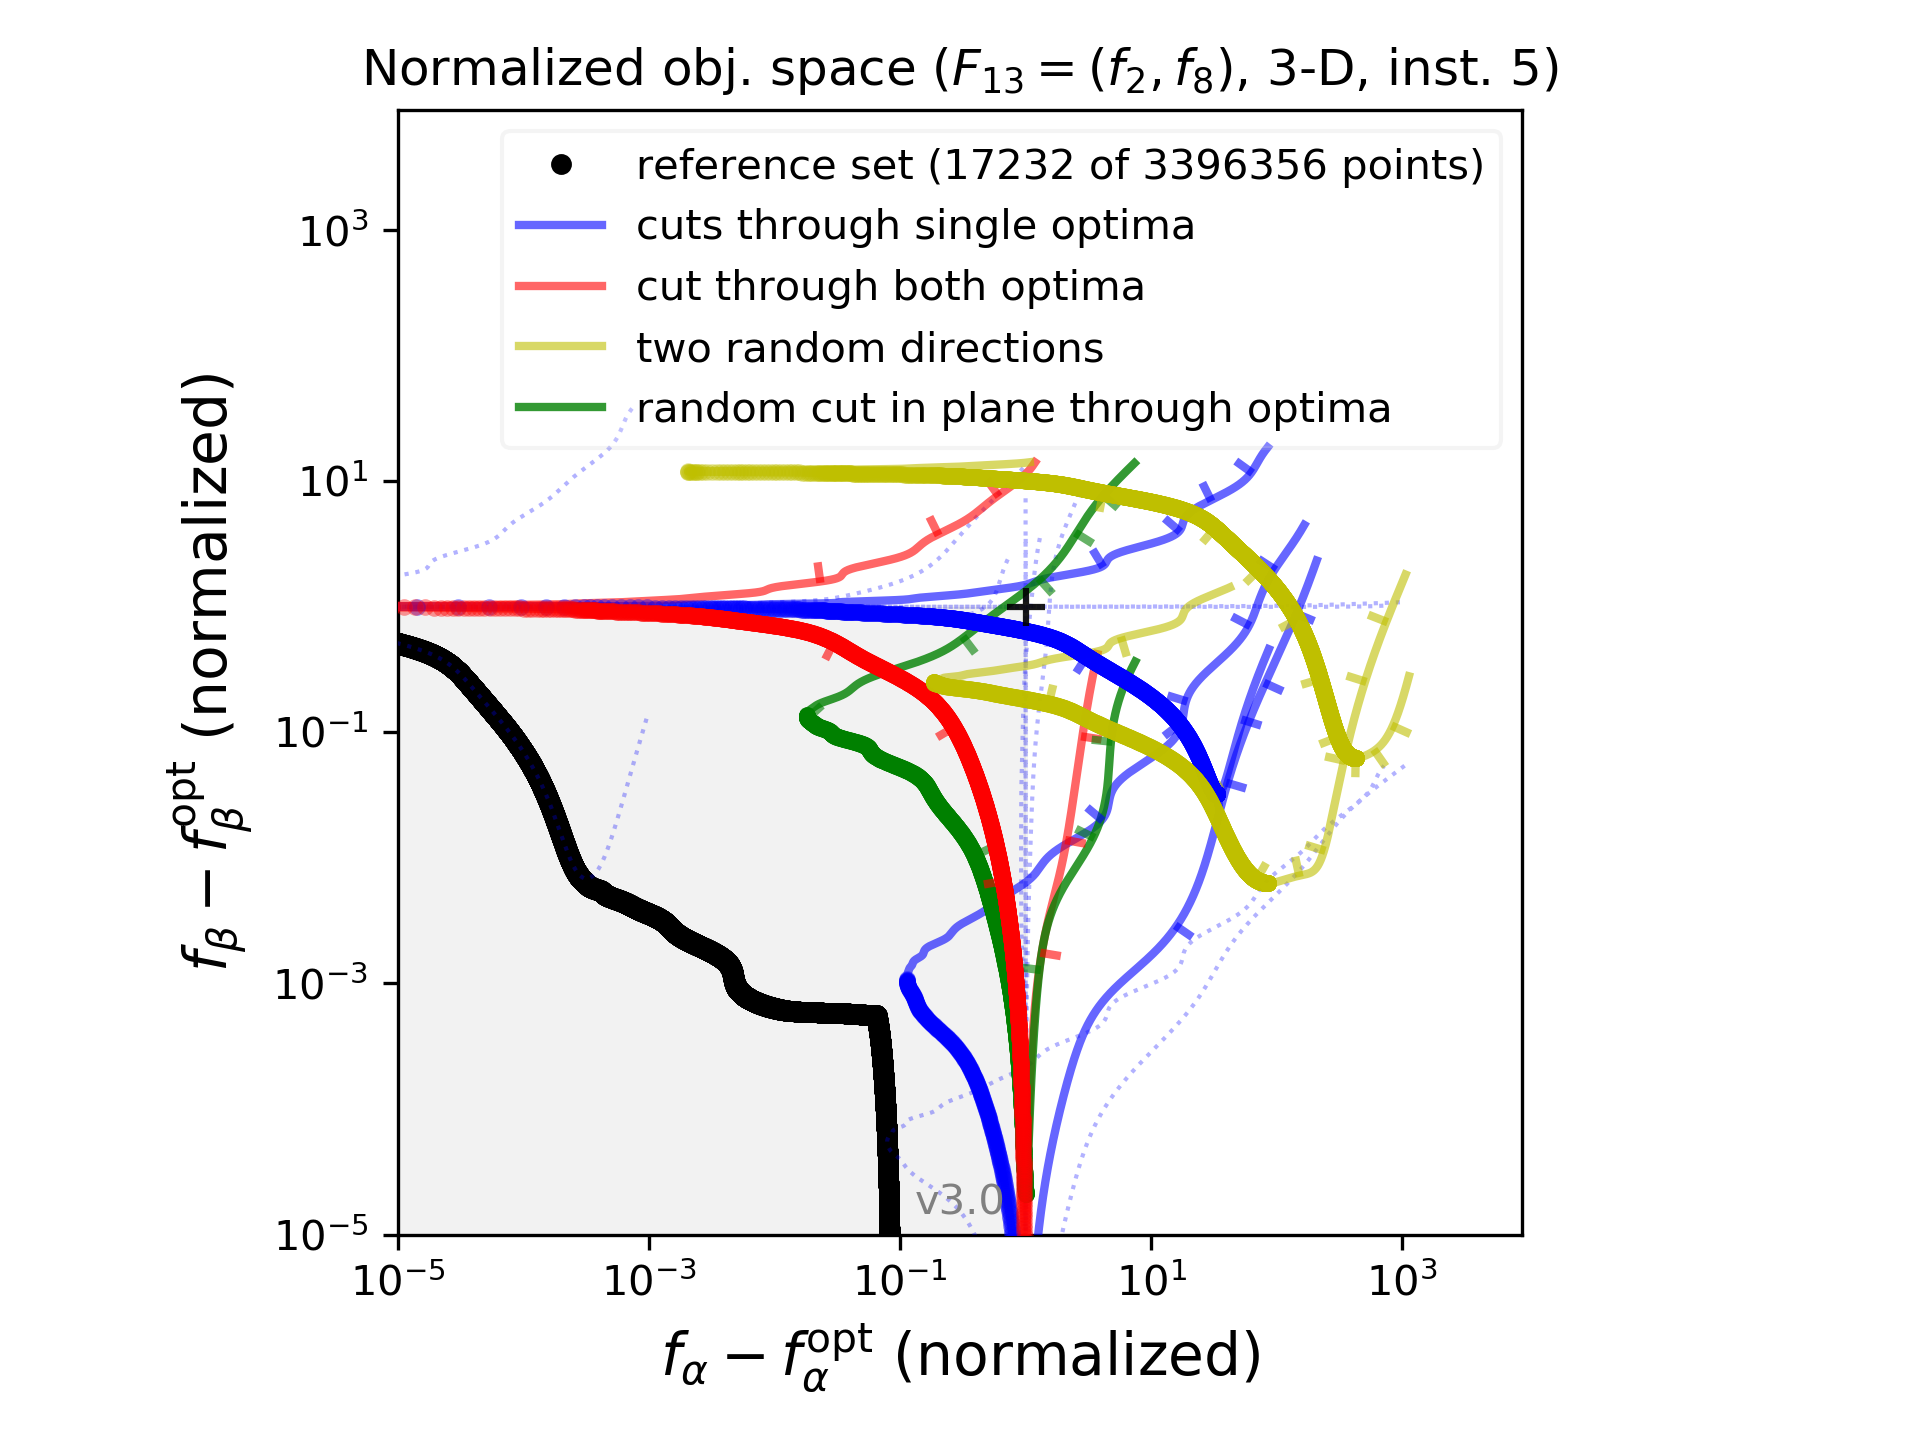 Normalized obj. space (F₁₃ = (f₂, f₈), 3-D, inst. 5)
reference set (17232 of 3396356 points)
cuts through single optima
cut through both optima
two random directions
random cut in plane through optima
10³
10¹
10⁻¹
10⁻³
10⁻⁵
f_β − f_β^opt (normalized)
v3.0
10⁻⁵ 10⁻³ 10⁻¹ 10¹ 10³
f_α − f_α^opt (normalized)